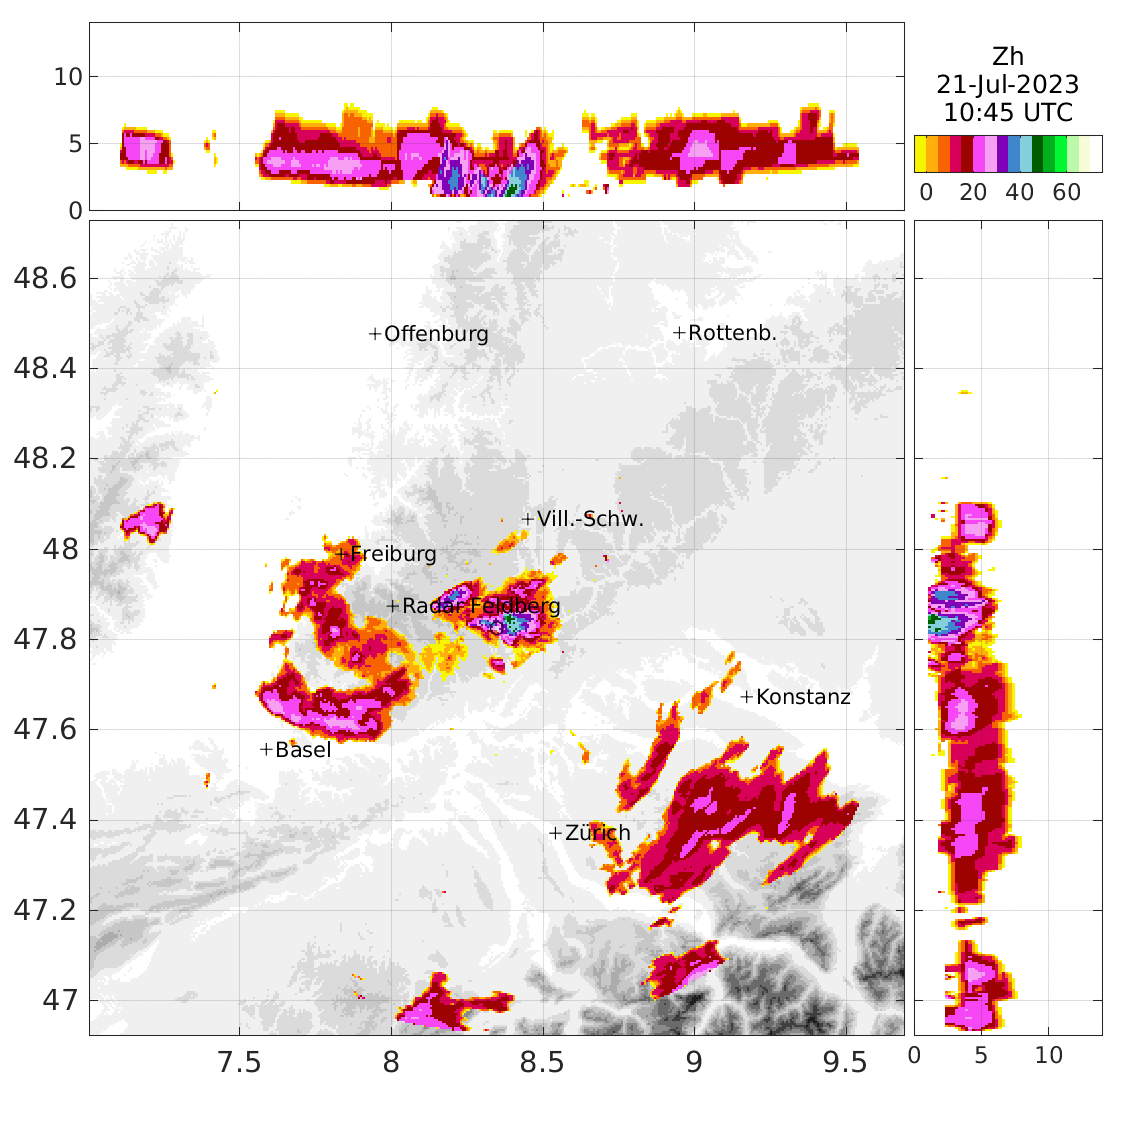 10
5
0
Zh
21-Jul-2023
10:45 UTC
0 20 40 60
48.6
48.4
48.2
48
47.8
47.6
47.4
47.2
47
+Offenburg
+Rottenb.
+Vill.-Schw.
+Freiburg
+Radar Feldberg
+Konstanz
+Basel
+Zürich
7.5 8 8.5 9 9.5
0 5 10